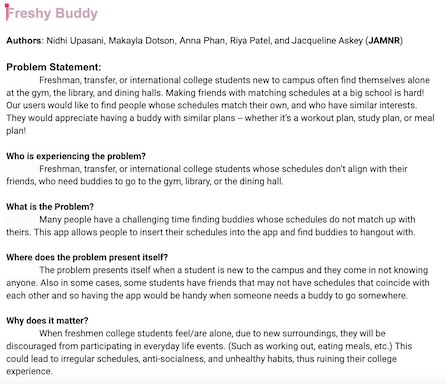 Freshy Buddy
Authors: Nidhi Upasani, Makayla Dotson, Anna Phan, Riya Patel, and Jacqueline Askey (JAMNR)
Problem Statement:
Freshman, transfer, or international college students new to campus often find themselves alone
at the gym, the library, and dining halls. Making friends with matching schedules at a big school is hard!
Our users would like to find people whose schedules match their own, and who have similar interests.
They would appreciate having a buddy with similar plans -- whether it's a workout plan, study plan, or meal
plan!
Who is experiencing the problem?
Freshman, transfer, or international college students whose schedules don't align with their
friends, who need buddies to go to the gym, library, or the dining hall.
What is the Problem?
Many people have a challenging time finding buddies whose schedules do not match up with
theirs. This app allows people to insert their schedules into the app and find buddies to hangout with.
Where does the problem present itself?
The problem presents itself when a student is new to the campus and they come in not knowing
anyone. Also in some cases, some students have friends that may not have schedules that coincide with
each other and so having the app would be handy when someone needs a buddy to go somewhere.
Why does it matter?
When freshmen college students feel/are alone, due to new surroundings, they will be
discouraged from participating in everyday life events. (Such as working out, eating meals, etc.) This
could lead to irregular schedules, anti-socialness, and unhealthy habits, thus ruining their college
experience.